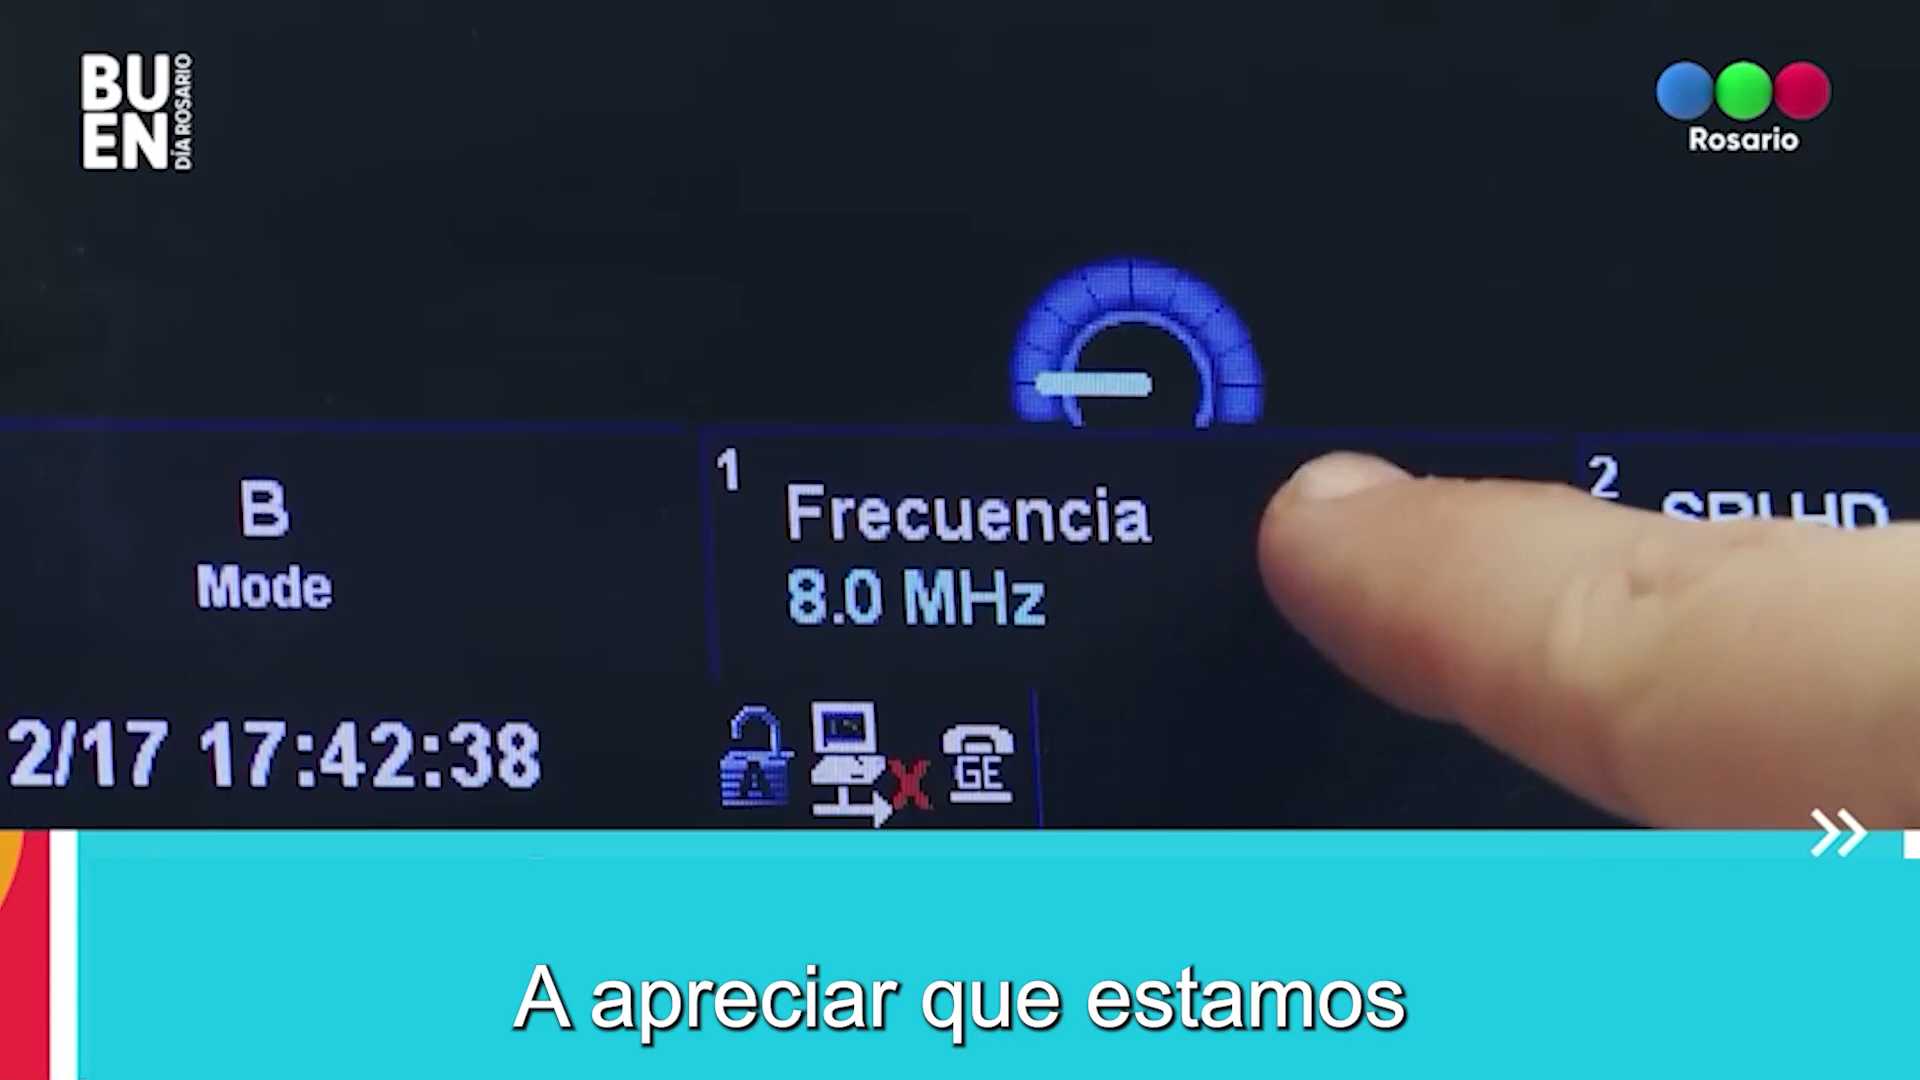 BU
EN
DÍA ROSARIO
Rosario
B
Mode
1
Frecuencia
8.0 MHz
2
2/17 17:42:38
A
GE
A apreciar que estamos